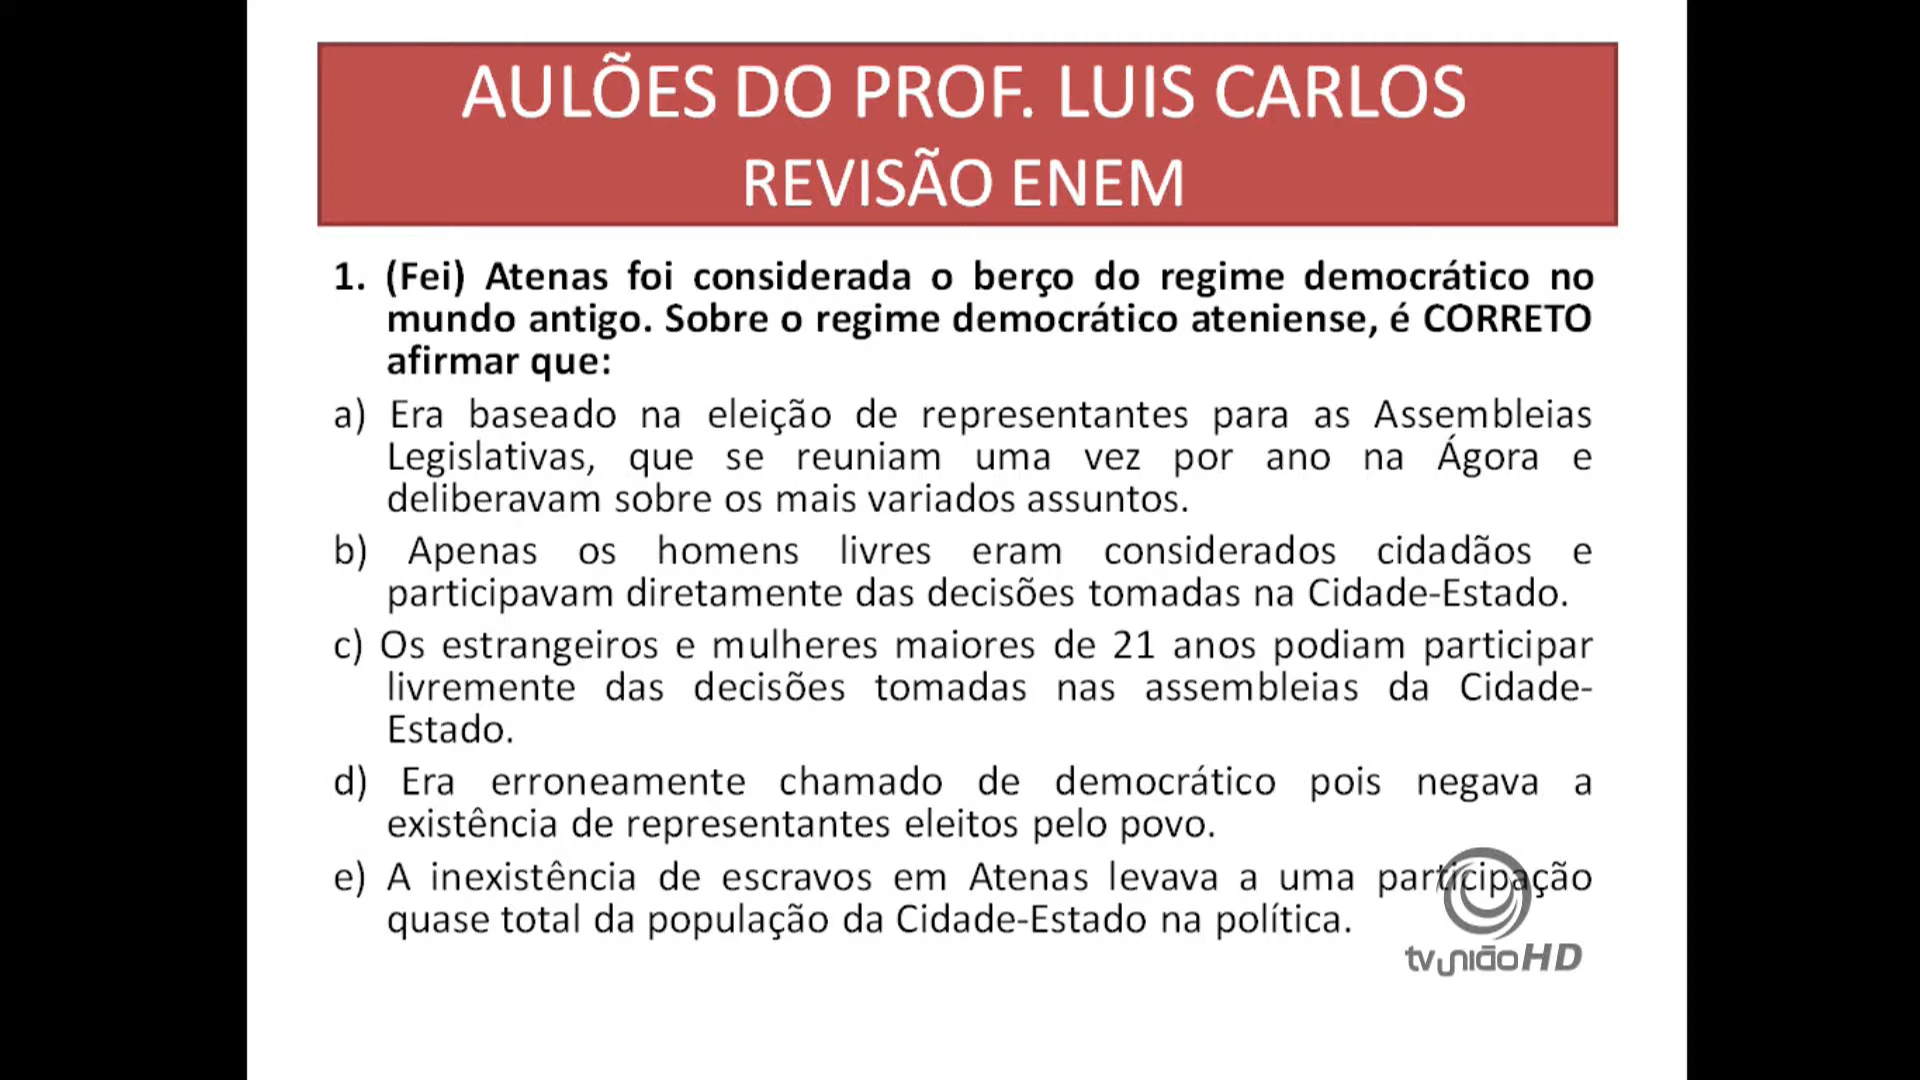 AULÕES DO PROF. LUIS CARLOS
REVISÃO ENEM
1. (Fei) Atenas foi considerada o berço do regime democrático no
mundo antigo. Sobre o regime democrático ateniense, é CORRETO
afirmar que:
a) Era baseado na eleição de representantes para as Assembleias
Legislativas, que se reuniam uma vez por ano na Ágora e
deliberavam sobre os mais variados assuntos.
b) Apenas os homens livres eram considerados cidadãos e
participavam diretamente das decisões tomadas na Cidade-Estado.
c) Os estrangeiros e mulheres maiores de 21 anos podiam participar
livremente das decisões tomadas nas assembleias da Cidade-
Estado.
d) Era erroneamente chamado de democrático pois negava a
existência de representantes eleitos pelo povo.
e) A inexistência de escravos em Atenas levava a uma participação
quase total da população da Cidade-Estado na política.
tvuniãoHD